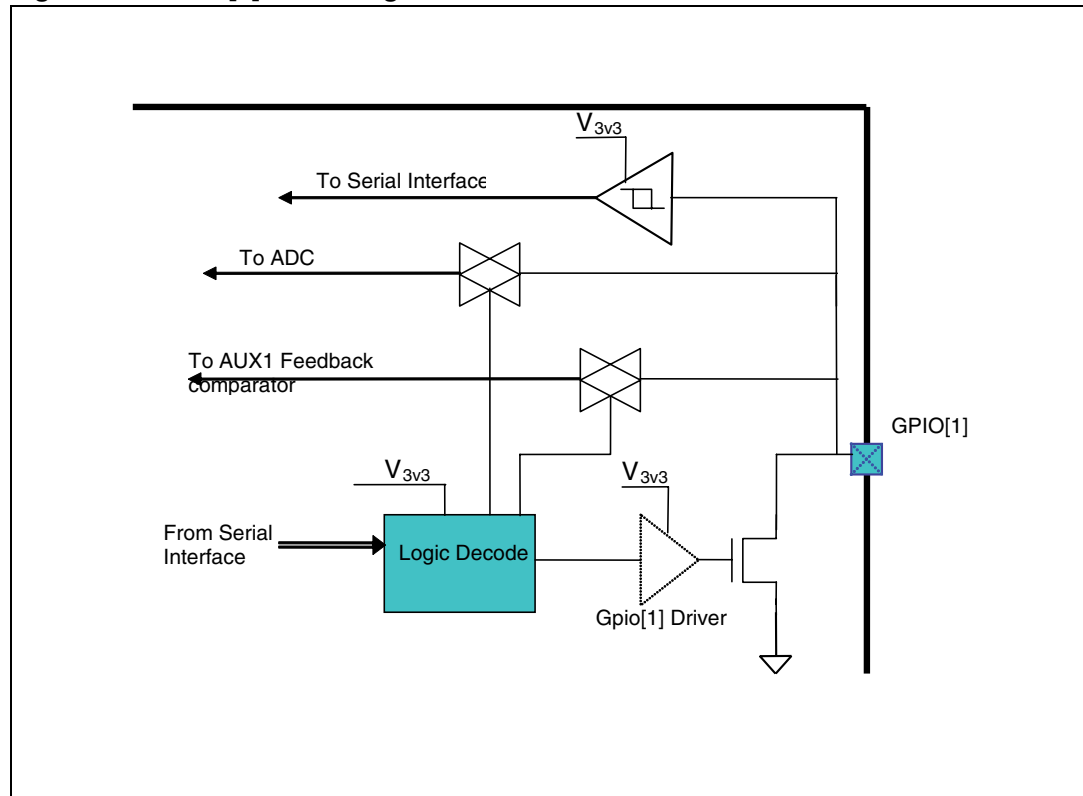 V3v3
To Serial Interface
To ADC
To AUX1 Feedback
comparator
GPIO[1]
V3v3
V3v3
From Serial
Interface
Logic Decode
Gpio[1] Driver